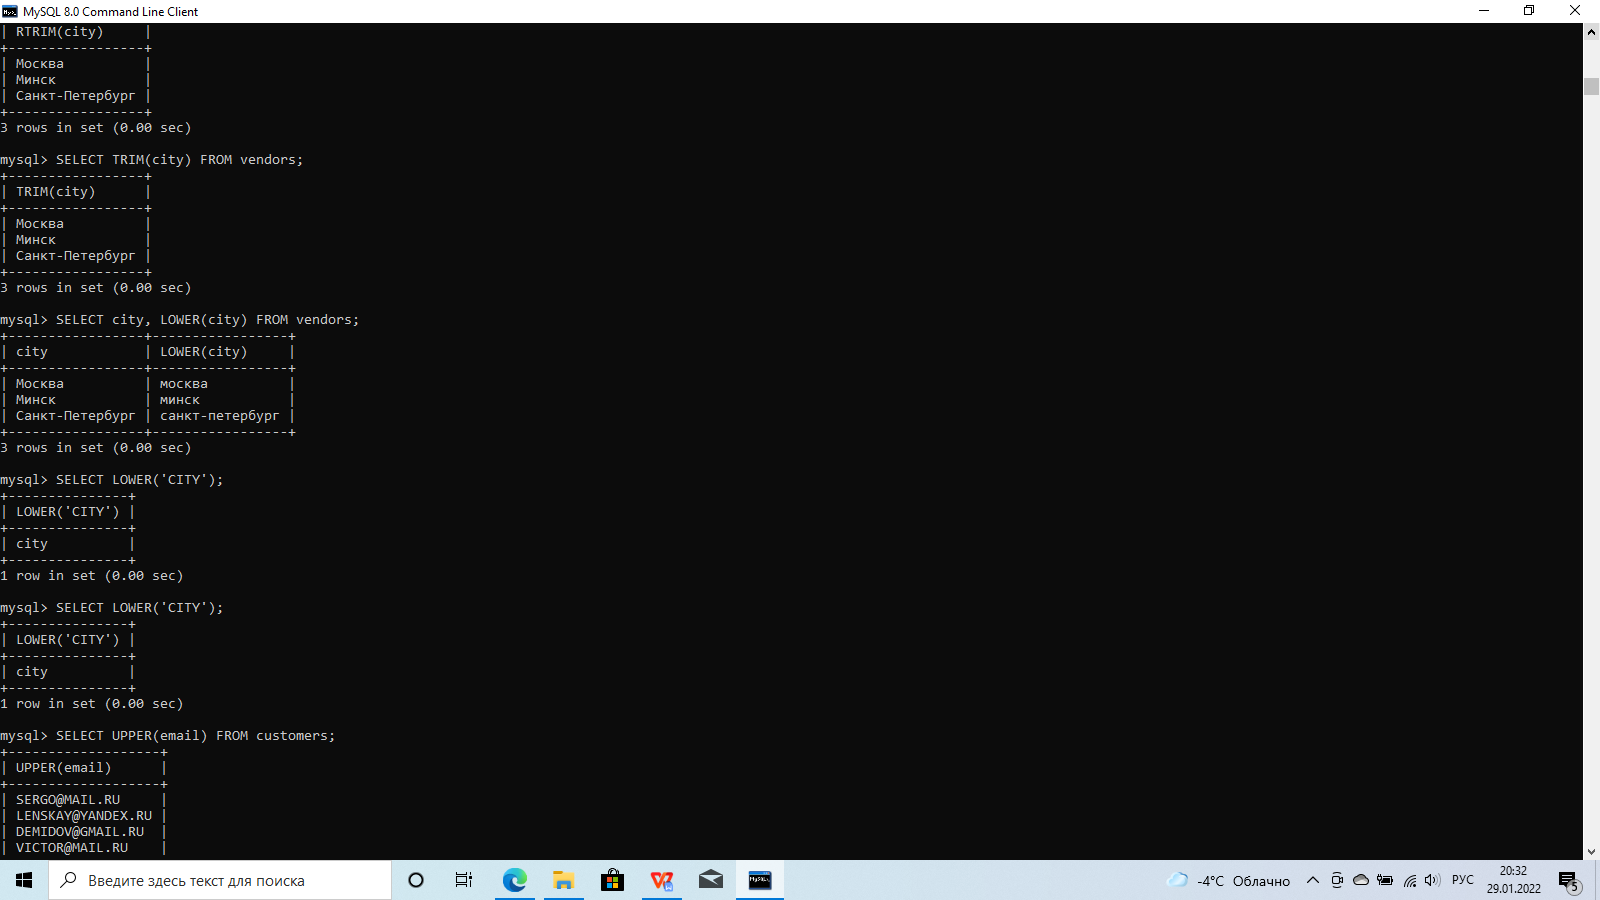 MySQL 8.0 Command Line Client
| RTRIM(city)     |
+-----------------+
| Москва          |
| Минск           |
| Санкт-Петербург |
+-----------------+
3 rows in set (0.00 sec)
mysql> SELECT TRIM(city) FROM vendors;
+-----------------+
| TRIM(city)      |
+-----------------+
| Москва          |
| Минск           |
| Санкт-Петербург |
+-----------------+
3 rows in set (0.00 sec)
mysql> SELECT city, LOWER(city) FROM vendors;
+-----------------+-----------------+
| city            | LOWER(city)     |
+-----------------+-----------------+
| Москва          | москва          |
| Минск           | минск           |
| Санкт-Петербург | санкт-петербург |
+-----------------+-----------------+
3 rows in set (0.00 sec)
mysql> SELECT LOWER('CITY');
+---------------+
| LOWER('CITY') |
+---------------+
| city          |
+---------------+
1 row in set (0.00 sec)
mysql> SELECT LOWER('CITY');
+---------------+
| LOWER('CITY') |
+---------------+
| city          |
+---------------+
1 row in set (0.00 sec)
mysql> SELECT UPPER(email) FROM customers;
+-------------------+
| UPPER(email)      |
+-------------------+
| SERGO@MAIL.RU     |
| LENSKAY@YANDEX.RU |
| DEMIDOV@GMAIL.RU  |
| VICTOR@MAIL.RU    |
Введите здесь текст для поиска
-4°C Облачно
РУС
20:32
29.01.2022
5